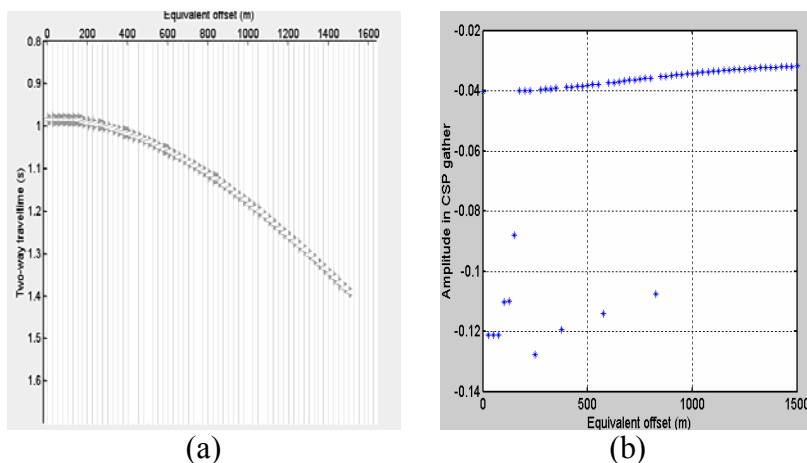 Equivalent offset (m)
0 200 400 600 800 1000 1200 1400 1600
0.8
0.9
1
1.1
1.2
1.3
1.4
1.5
1.6
Two-way traveltime (s)
(a)
-0.02
-0.04
-0.06
-0.08
-0.1
-0.12
-0.14
Amplitude in CSP gather
0 500 1000 1500
Equivalent offset (m)
(b)